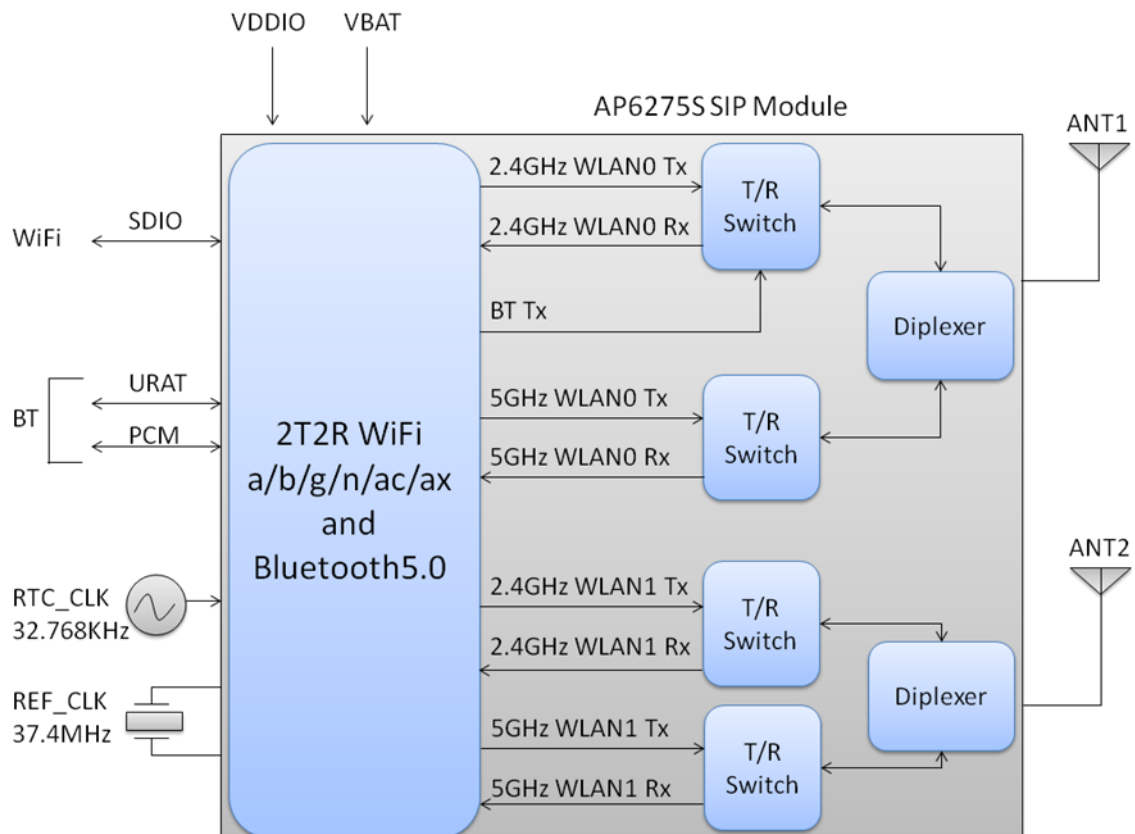 VDDIO VBAT
AP6275S SIP Module
ANT1
2.4GHz WLAN0 Tx
T/R
Switch
SDIO
WiFi
2.4GHz WLAN0 Rx
BT Tx
Diplexer
URAT
BT
PCM
5GHz WLAN0 Tx
T/R
Switch
5GHz WLAN0 Rx
2T2R WiFi
a/b/g/n/ac/ax
and
Bluetooth5.0
ANT2
RTC_CLK
32.768KHz
2.4GHz WLAN1 Tx
T/R
Switch
2.4GHz WLAN1 Rx
Diplexer
REF_CLK
37.4MHz
5GHz WLAN1 Tx
T/R
Switch
5GHz WLAN1 Rx